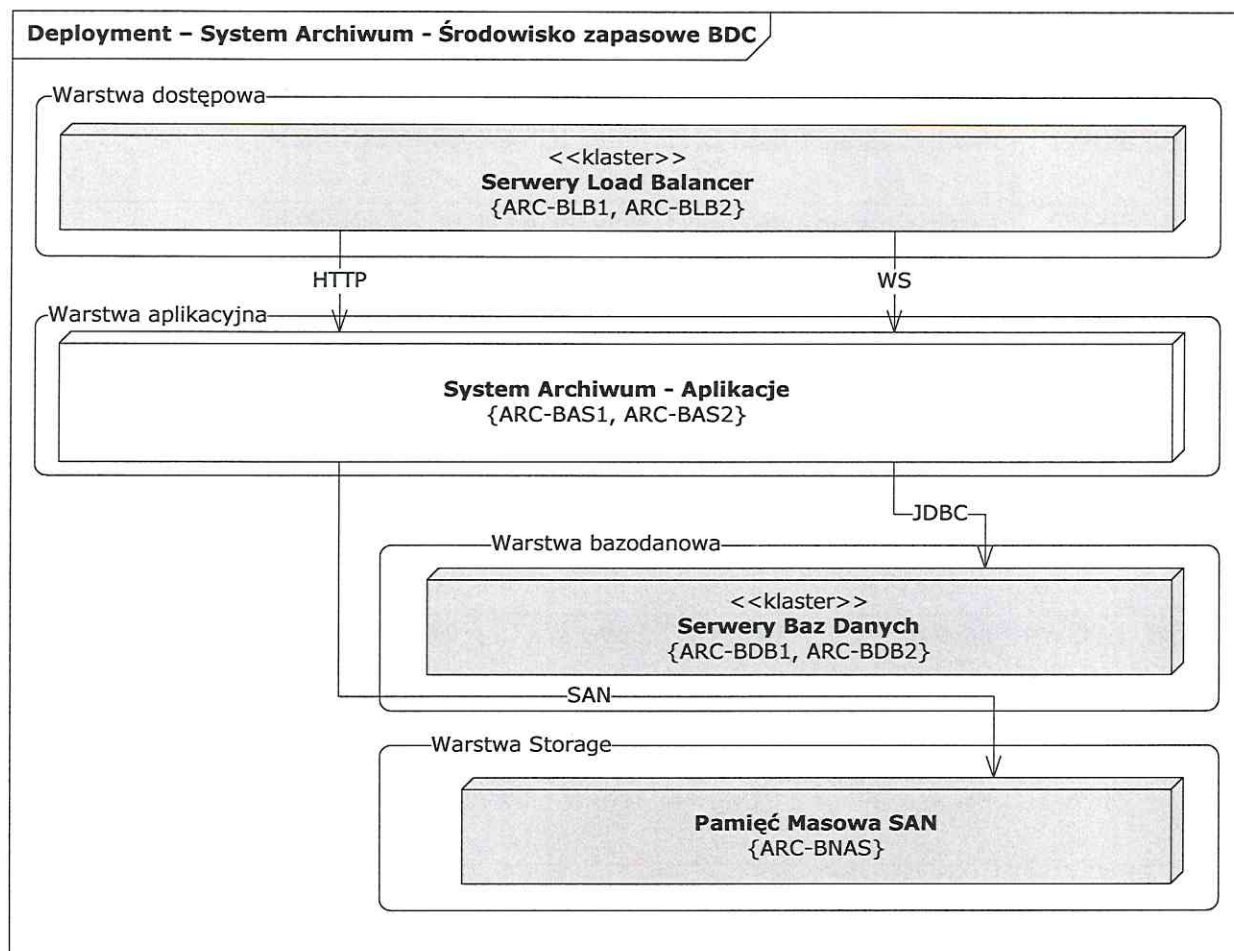 Deployment – System Archiwum - Środowisko zapasowe BDC
Warstwa dostępowa
<<klaster>>
Serwery Load Balancer
{ARC-BLB1, ARC-BLB2}
HTTP
WS
Warstwa aplikacyjna
System Archiwum - Aplikacje
{ARC-BAS1, ARC-BAS2}
JDBC
Warstwa bazodanowa
<<klaster>>
Serwery Baz Danych
{ARC-BDB1, ARC-BDB2}
SAN
Warstwa Storage
Pamięć Masowa SAN
{ARC-BNAS}